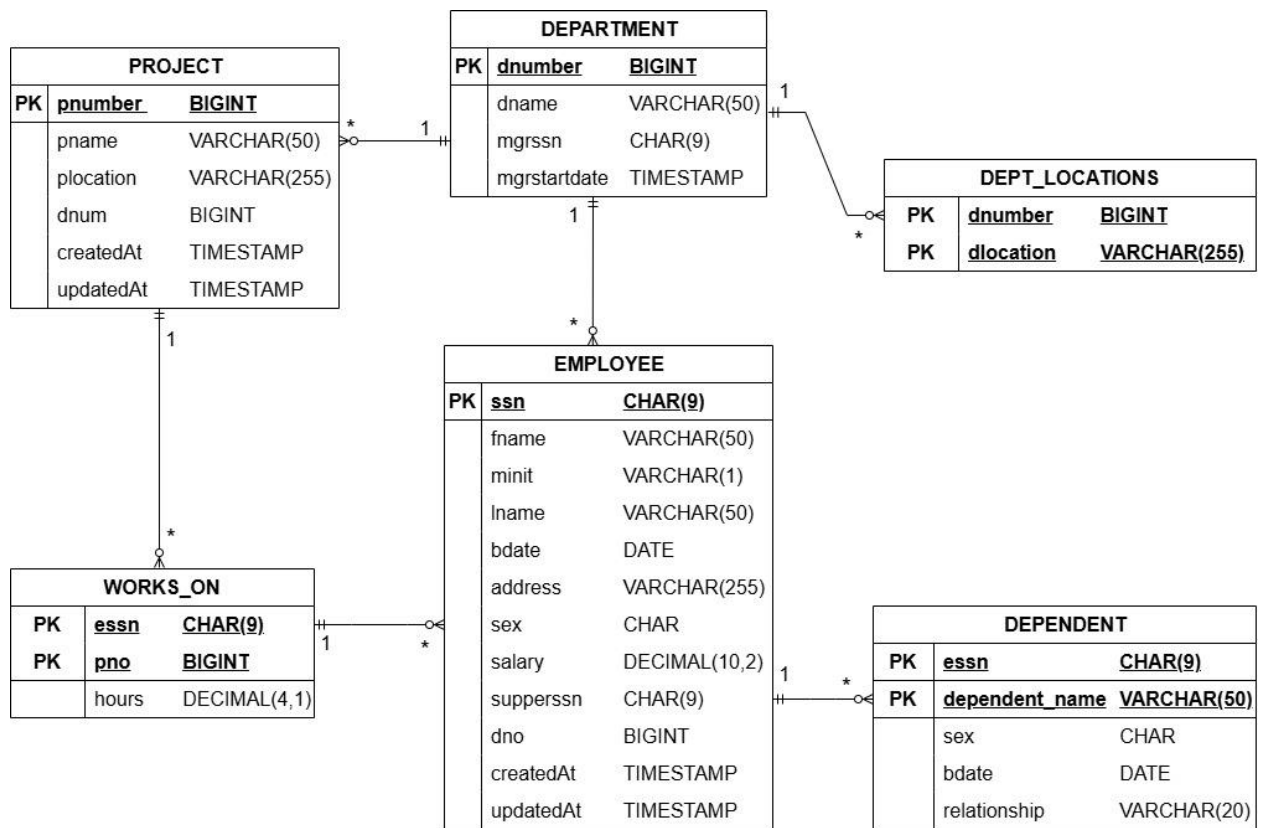 DEPARTMENT
PK dnumber BIGINT
dname VARCHAR(50)
mgrssn CHAR(9)
mgrstartdate TIMESTAMP
PROJECT
PK pnumber BIGINT
pname VARCHAR(50)
plocation VARCHAR(255)
dnum BIGINT
createdAt TIMESTAMP
updatedAt TIMESTAMP
* 1
1
*
DEPT_LOCATIONS
PK dnumber BIGINT
PK dlocation VARCHAR(255)
1
*
1
*
EMPLOYEE
PK ssn CHAR(9)
fname VARCHAR(50)
minit VARCHAR(1)
lname VARCHAR(50)
bdate DATE
address VARCHAR(255)
sex CHAR
salary DECIMAL(10,2)
supperssn CHAR(9)
dno BIGINT
createdAt TIMESTAMP
updatedAt TIMESTAMP
WORKS_ON
PK essn CHAR(9)
PK pno BIGINT
hours DECIMAL(4,1)
1 *
1 *
DEPENDENT
PK essn CHAR(9)
PK dependent_name VARCHAR(50)
sex CHAR
bdate DATE
relationship VARCHAR(20)